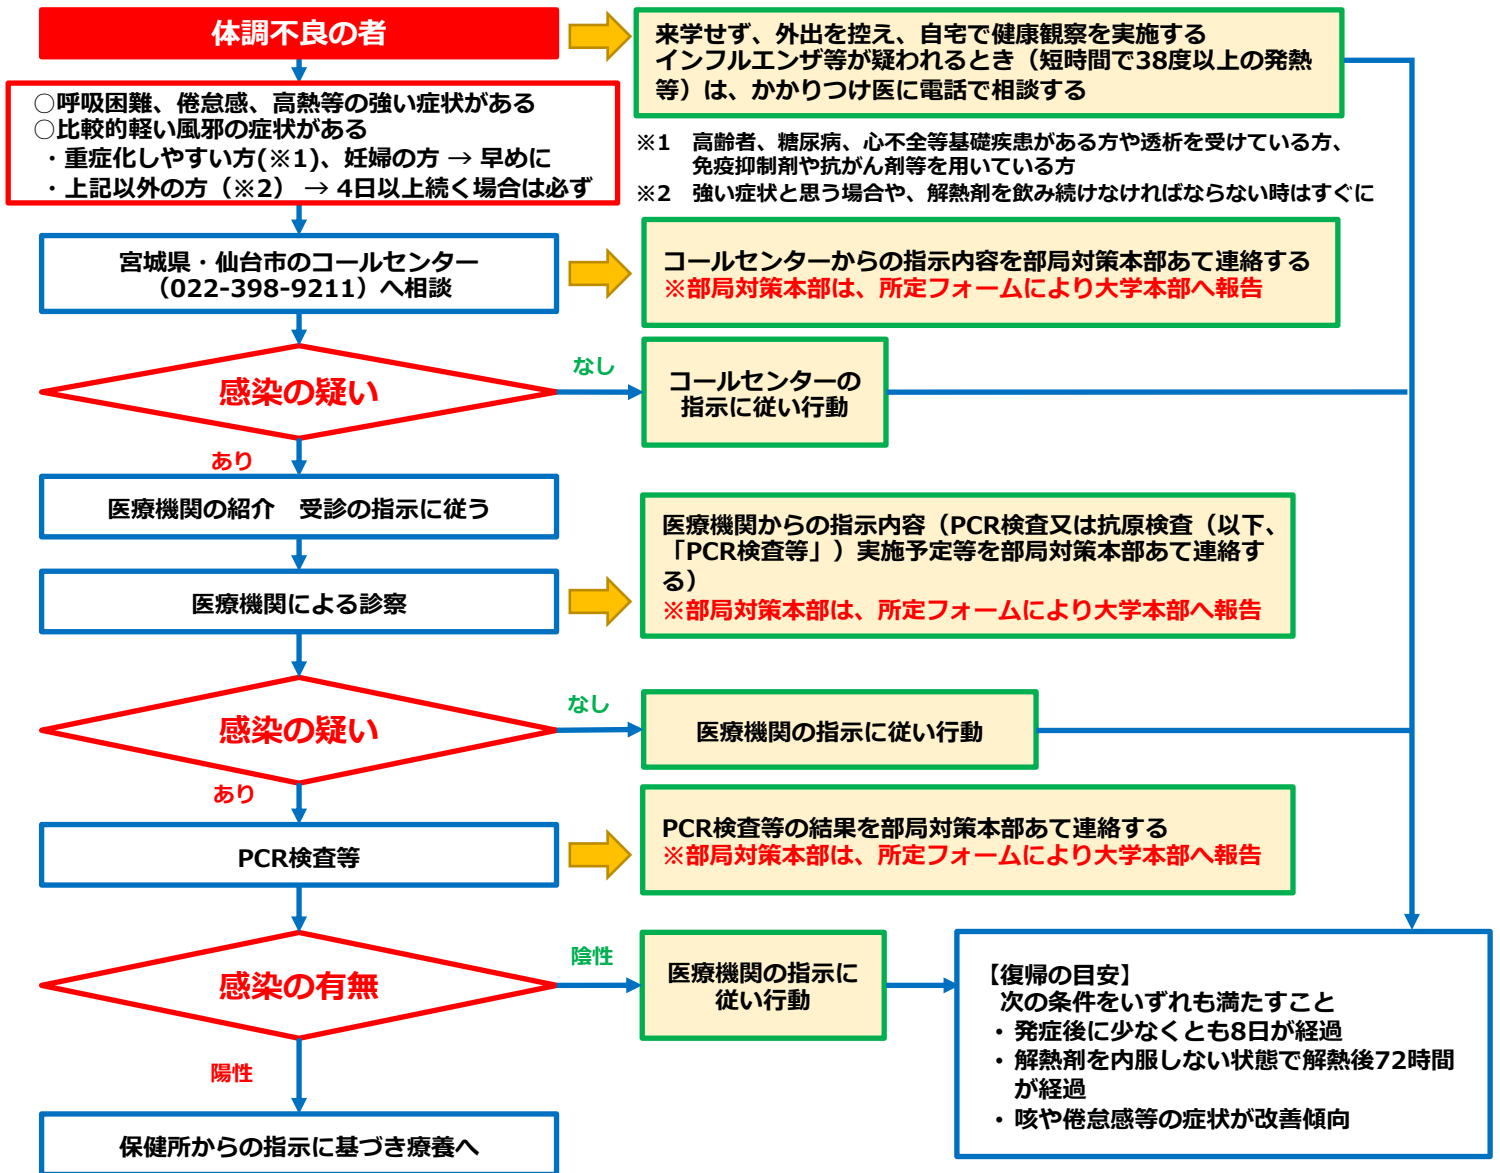 体調不良の者
来学せず、外出を控え、自宅で健康観察を実施する
インフルエンザ等が疑われるとき（短時間で38度以上の発熱
等）は、かかりつけ医に電話で相談する
○呼吸困難、倦怠感、高熱等の強い症状がある
○比較的軽い風邪の症状がある
・重症化しやすい方(※1)、妊婦の方 → 早めに
・上記以外の方（※2） → 4日以上続く場合は必ず
※1　高齢者、糖尿病、心不全等基礎疾患がある方や透析を受けている方、
免疫抑制剤や抗がん剤等を用いている方
※2　強い症状と思う場合や、解熱剤を飲み続けなければならない時はすぐに
宮城県・仙台市のコールセンター
（022-398-9211）へ相談
コールセンターからの指示内容を部局対策本部あて連絡する
※部局対策本部は、所定フォームにより大学本部へ報告
感染の疑い
なし
コールセンターの
指示に従い行動
あり
医療機関の紹介　受診の指示に従う
医療機関による診察
医療機関からの指示内容（PCR検査又は抗原検査（以下、
「PCR検査等」）実施予定等を部局対策本部あて連絡す
る）
※部局対策本部は、所定フォームにより大学本部へ報告
感染の疑い
なし
医療機関の指示に従い行動
あり
PCR検査等
PCR検査等の結果を部局対策本部あて連絡する
※部局対策本部は、所定フォームにより大学本部へ報告
感染の有無
陰性
医療機関の指示に
従い行動
【復帰の目安】
次の条件をいずれも満たすこと
・発症後に少なくとも8日が経過
・解熱剤を内服しない状態で解熱後72時間
が経過
・咳や倦怠感等の症状が改善傾向
陽性
保健所からの指示に基づき療養へ